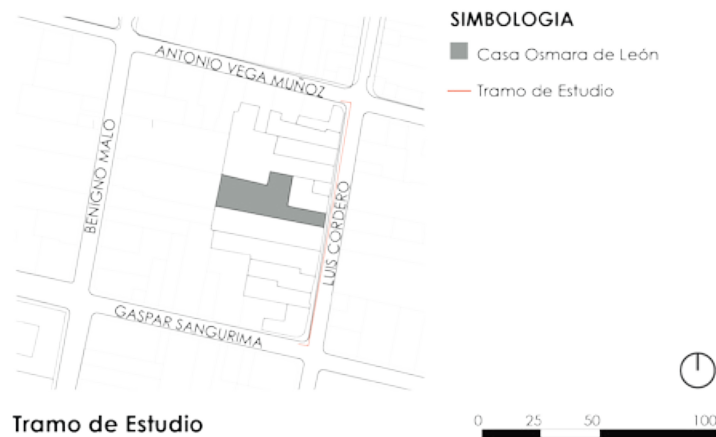 SIMBOLOGIA
Casa Osmara de León
Tramo de Estudio
ANTONIO VEGA MUÑOZ
BENIGNO MALO
LUIS CORDERO
GASPAR SANGURIMA
Tramo de Estudio
0 25 50 100